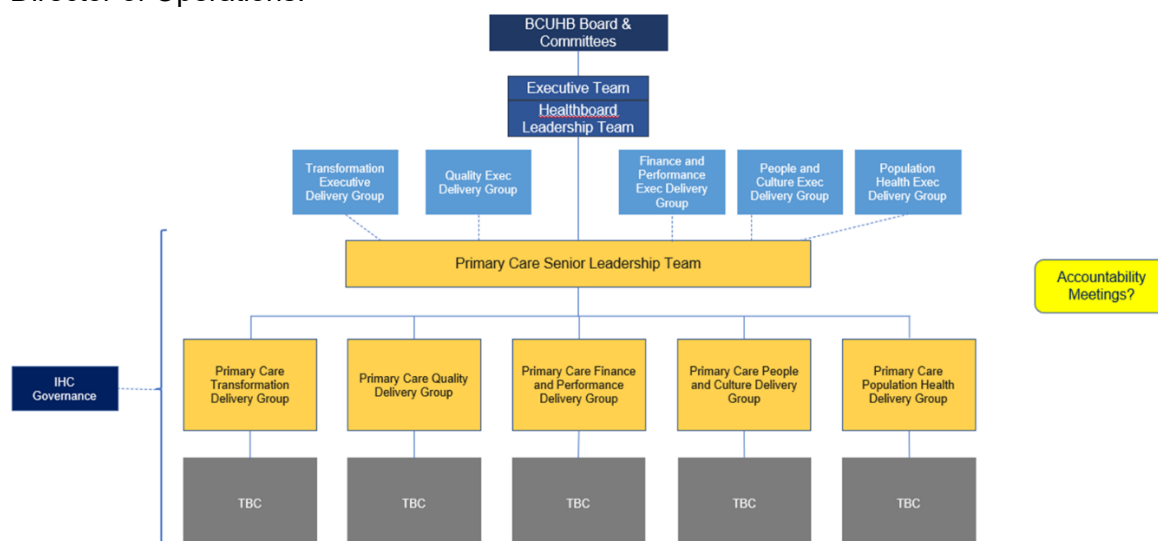 Director of Operations.
BCUHB Board &
Committees
Executive Team
Healthboard
Leadership Team
Transformation
Executive
Delivery Group
Quality Exec
Delivery Group
Finance and
Performance
Exec Delivery
Group
People and
Culture Exec
Delivery Group
Population
Health Exec
Delivery Group
Primary Care Senior Leadership Team
Accountability
Meetings?
IHC
Governance
Primary Care
Transformation
Delivery Group
Primary Care Quality
Delivery Group
Primary Care Finance
and Performance
Delivery Group
Primary Care People
and Culture Delivery
Group
Primary Care
Population Health
Delivery Group
TBC
TBC
TBC
TBC
TBC